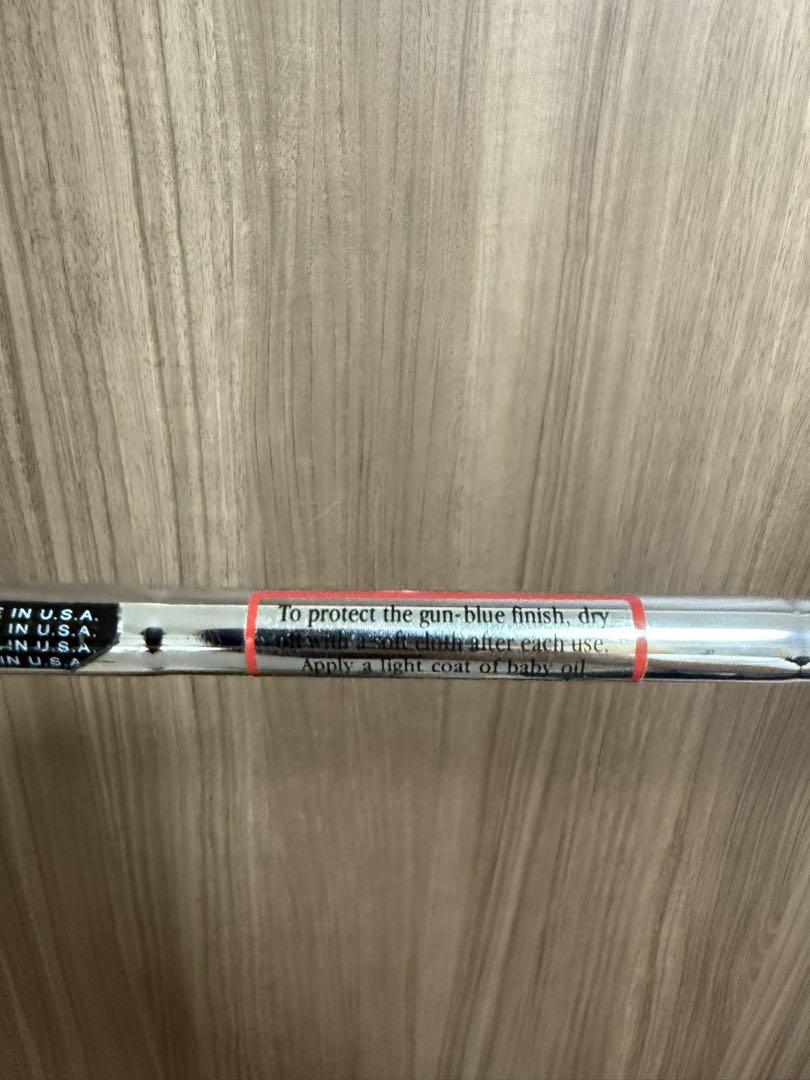 IN U.S.A.
IN U.S.A.
IN U.S.A.
IN U.S.A
To protect the gun-blue finish, dry
off with a soft cloth after each use.
Apply a light coat of baby oil